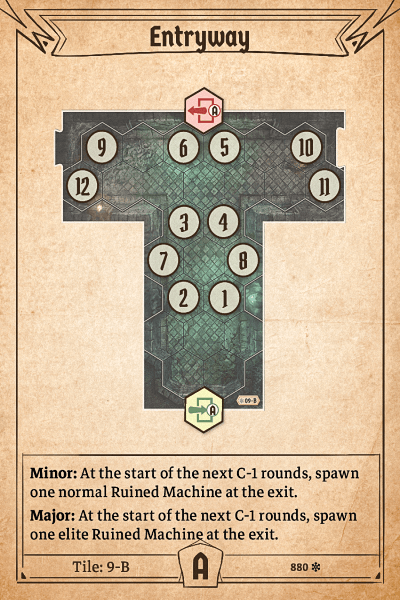 Entryway
A
9
6
5
10
12
11
3
4
7
8
2
1
A
09-B
Minor: At the start of the next C-1 rounds, spawn
one normal Ruined Machine at the exit.
Major: At the start of the next C-1 rounds, spawn
one elite Ruined Machine at the exit.
Tile: 9-B
A
880